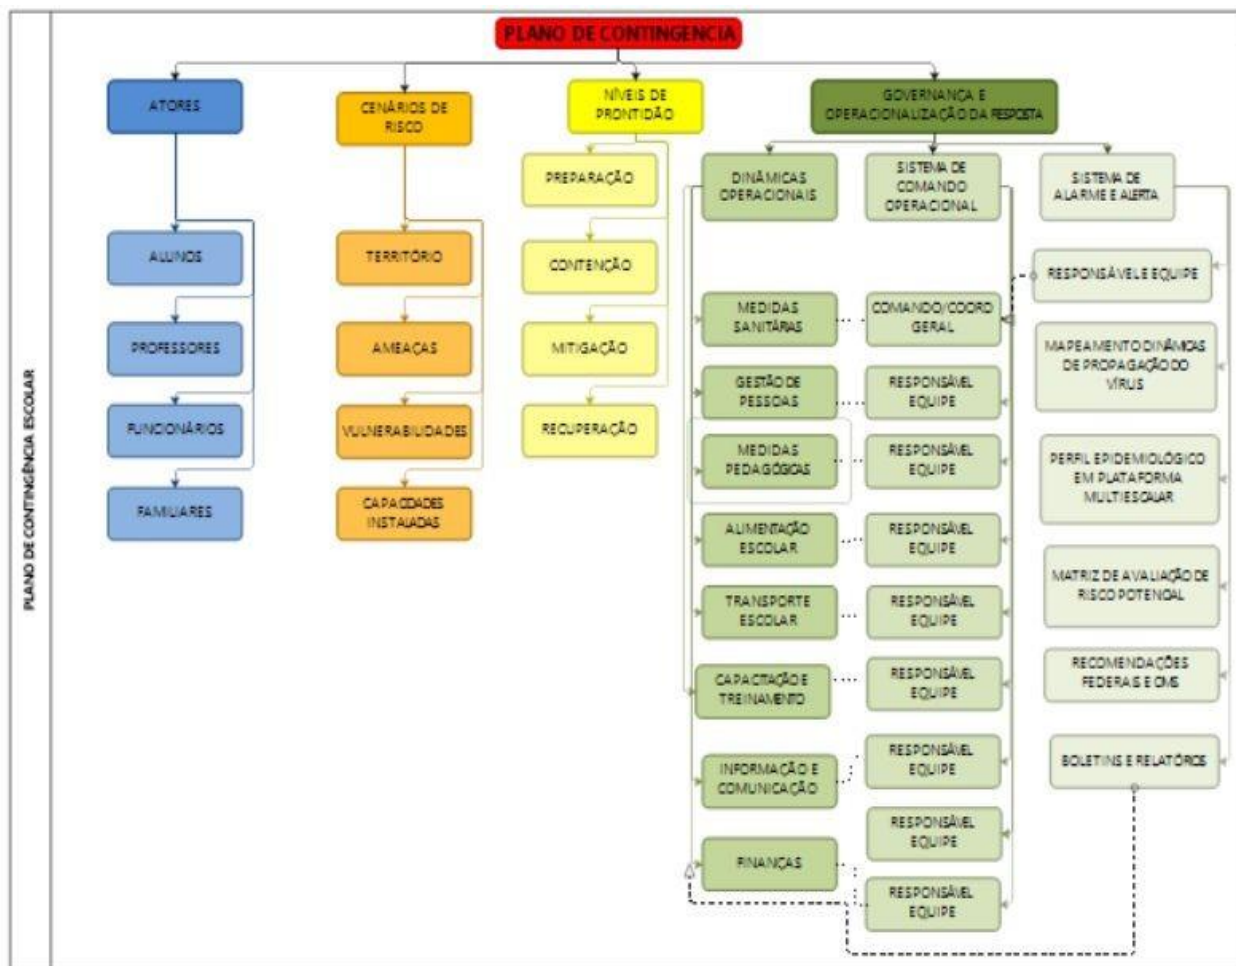 PLANO DE CONTINGÊNCIA ESCOLAR
PLANO DE CONTINGENCIA
ATORES
ALUNOS
PROFESSORES
FUNCIONÁRIOS
FAMILIARES
CENÁRIOS DE
RISCO
TERRITÓRIO
AMEAÇAS
VULNERABILIDADES
CAPACIDADES
INSTALADAS
NÍVEIS DE
PRONTIDÃO
PREPARAÇÃO
CONTENÇÃO
MITIGAÇÃO
RECUPERAÇÃO
GOVERNANÇA E
OPERACIONALIZAÇÃO DA RESPOSTA
DINÂMICAS
OPERACIONAIS
MEDIDAS
SANITÁRIAS
GESTÃO DE
PESSOAS
MEDIDAS
PEDAGÓGICAS
ALIMENTAÇÃO
ESCOLAR
TRANSPORTE
ESCOLAR
CAPACITAÇÃO E
TREINAMENTO
INFORMAÇÃO E
COMUNICAÇÃO
FINANÇAS
SISTEMA DE
COMANDO
OPERACIONAL
COMANDO/COORD
GERAL
RESPONSÁVEL
EQUIPE
RESPONSÁVEL
EQUIPE
RESPONSÁVEL
EQUIPE
RESPONSÁVEL
EQUIPE
RESPONSÁVEL
EQUIPE
RESPONSÁVEL
EQUIPE
RESPONSÁVEL
EQUIPE
RESPONSÁVEL
EQUIPE
SISTEMA DE
ALARME E ALERTA
RESPONSÁVEL E EQUIPE
MAPEAMENTO DINÂMICAS
DE PROPAGAÇÃO DO
VÍRUS
PERFIL EPIDEMIOLÓGICO
EM PLATAFORMA
MULTIESCALAR
MATRIZ DE AVALIAÇÃO DE
RISCO POTENCIAL
RECOMENDAÇÕES
FEDERAIS E OMS
BOLETINS E RELATÓRIOS